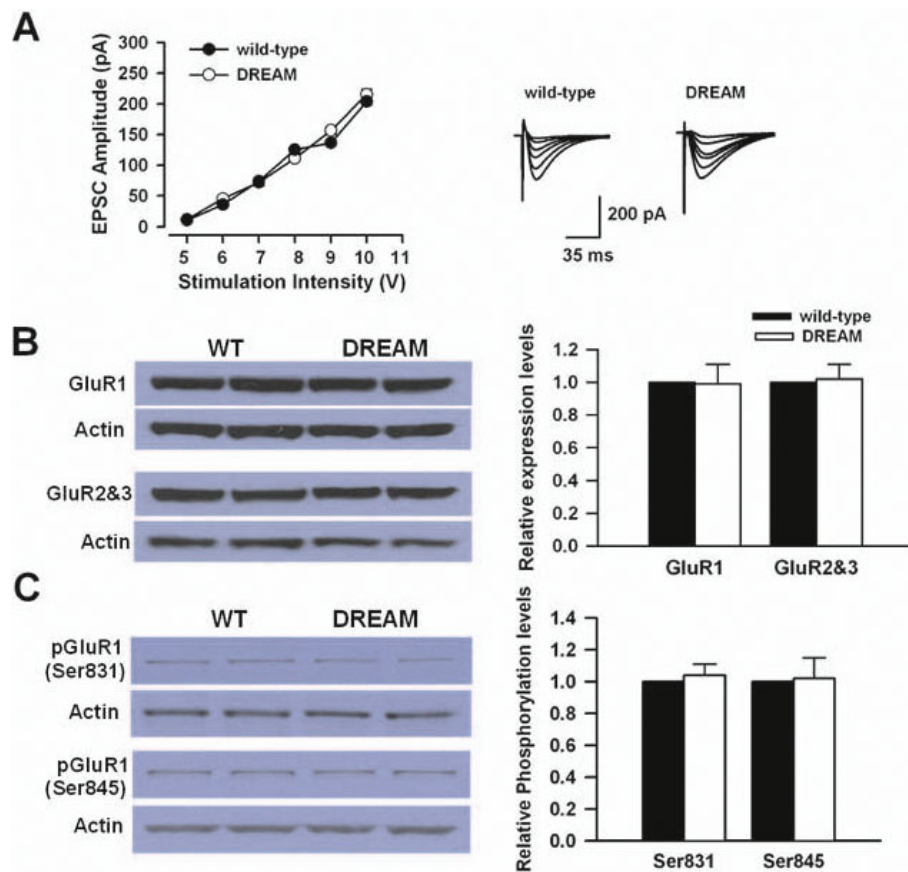 A
EPSC Amplitude (pA)
300
250
200
150
100
50
0
wild-type
DREAM
5 6 7 8 9 10 11
Stimulation Intensity (V)
wild-type DREAM
200 pA
35 ms
B
WT DREAM
GluR1
Actin
GluR2&3
Actin
wild-type
DREAM
Relative expression levels
1.2
1.0
0.8
0.6
0.4
0.2
0.0
GluR1 GluR2&3
C
WT DREAM
pGluR1
(Ser831)
Actin
pGluR1
(Ser845)
Actin
Relative Phosphorylation levels
1.4
1.2
1.0
0.8
0.6
0.4
0.2
0.0
Ser831 Ser845